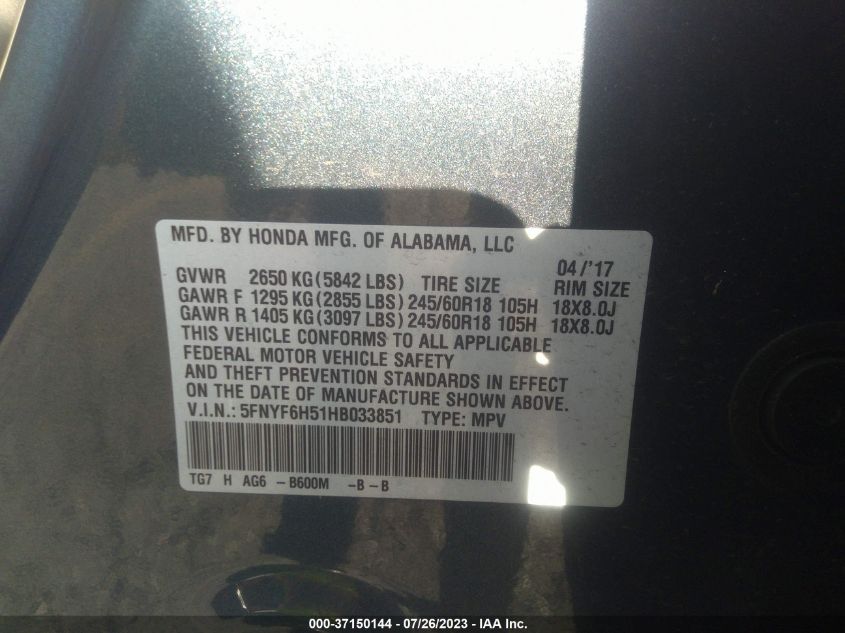 MFD. BY HONDA MFG. OF ALABAMA, LLC
04/'17
GVWR 2650 KG (5842 LBS) TIRE SIZE RIM SIZE
GAWR F 1295 KG (2855 LBS) 245/60R18 105H 18X8.0J
GAWR R 1405 KG (3097 LBS) 245/60R18 105H 18X8.0J
THIS VEHICLE CONFORMS TO ALL APPLICABLE
FEDERAL MOTOR VEHICLE SAFETY
AND THEFT PREVENTION STANDARDS IN EFFECT
ON THE DATE OF MANUFACTURE SHOWN ABOVE.
V.I.N.: 5FNYF6H51HB033851 TYPE: MPV
TG7 H AG6 -B600M -B-B
000-37150144 - 07/26/2023 - IAA Inc.